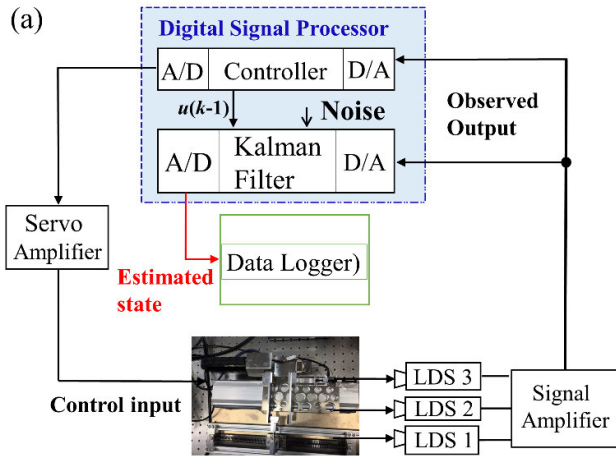 (a)
Digital Signal Processor
A/D Controller D/A
u(k-1)
Noise
A/D Kalman Filter D/A
Observed
Output
Servo
Amplifier
Data Logger)
Estimated
state
Control input
LDS 3
LDS 2
LDS 1
Signal
Amplifier